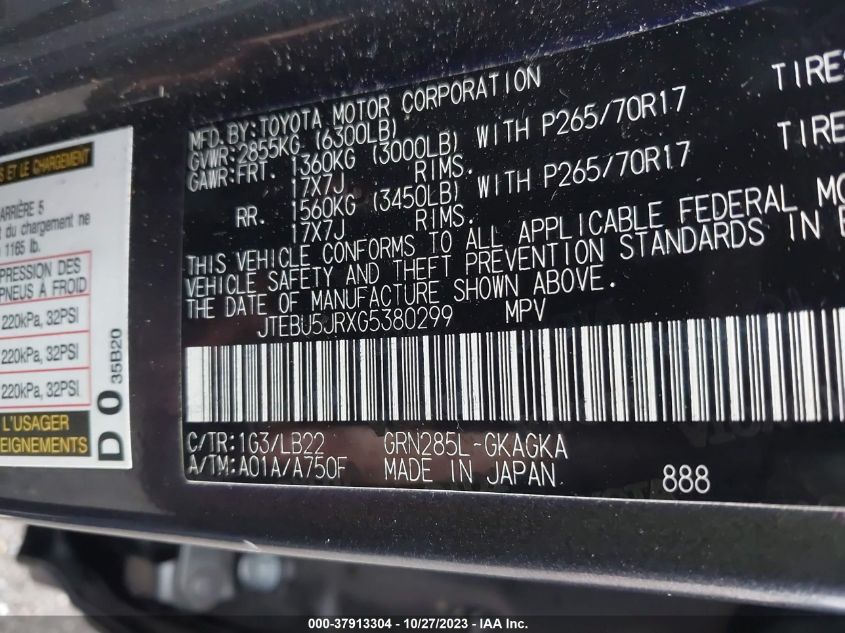 MFD. BY: TOYOTA MOTOR CORPORATION
GVWR: 2855KG (6300LB)
GAWR: FRT. 1360KG (3000LB) WITH P265/70R17 TIRES
17X7J RIMS.
RR. 1560KG (3450LB) WITH P265/70R17 TIRE
17X7J RIMS.
THIS VEHICLE CONFORMS TO ALL APPLICABLE FEDERAL MO
VEHICLE SAFETY AND THEFT PREVENTION STANDARDS IN
THE DATE OF MANUFACTURE SHOWN ABOVE.
JTEBU5JRXG5380299 MPV
C/TR: 1G3/LB22 GRN285L-GKAGKA
A/TM: A01A/A750F MADE IN JAPAN
888
ET LE CHARGEMENT
ARRIÈRE 5
du chargement ne
1165 lb.
PRESSION DES
PNEUS À FROID
220kPa, 32PSI
220kPa, 32PSI
220kPa, 32PSI
L'USAGER
EIGNEMENTS
D0 35B20
000-37913304 - 10/27/2023 - IAA Inc.